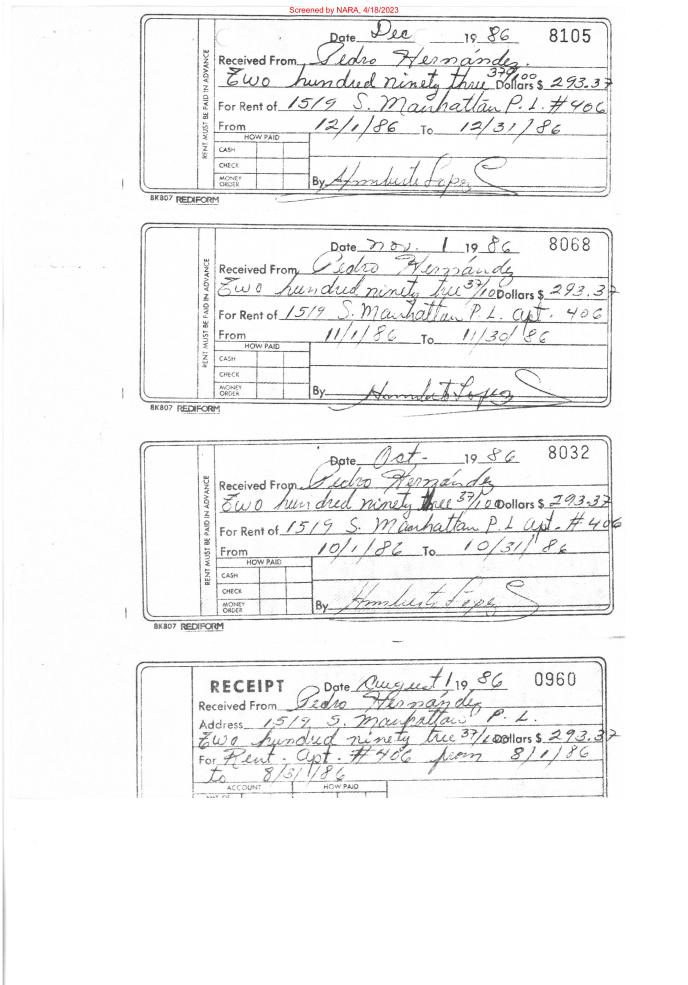 Screened by NARA, 4/18/2023
RENT MUST BE PAID IN ADVANCE
Date Dec 19 86 8105
Received From Pedro Hernández.
Two hundred ninety three 37/100 Dollars $ 293.37
For Rent of 1519 S. Manhattan P.L. #406
From 12/1/86 To 12/31/86
HOW PAID
CASH
CHECK
MONEY ORDER
By Humberto Lopez
8K807 REDIFORM
RENT MUST BE PAID IN ADVANCE
Date Nov. 1 19 86 8068
Received From Pedro Hernández
Two hundred ninety tree 37/100 Dollars $ 293.37
For Rent of 1519 S. Manhattan P.L. apt. 406
From 11/1/86 To 11/30/86
HOW PAID
CASH
CHECK
MONEY ORDER
By Humberto Lopez
8K807 REDIFORM
RENT MUST BE PAID IN ADVANCE
Date Oct- 19 86 8032
Received From Pedro Hernández
Two hundred ninety three 37/100 Dollars $ 293.37
For Rent of 1519 S. Manhattan P L apt. #406
From 10/1/86 To 10/31/86
HOW PAID
CASH
CHECK
MONEY ORDER
By Humberto Lopez
8K807 REDIFORM
RECEIPT Date August 1 19 86 0960
Received From Pedro Hernández
Address 1519 S. Manhattan P.L.
Two hundred ninety tree 37/100 Dollars $ 293.37
For Rent. Apt. #406 from 8/1/86
to 8/31/86
ACCOUNT HOW PAID